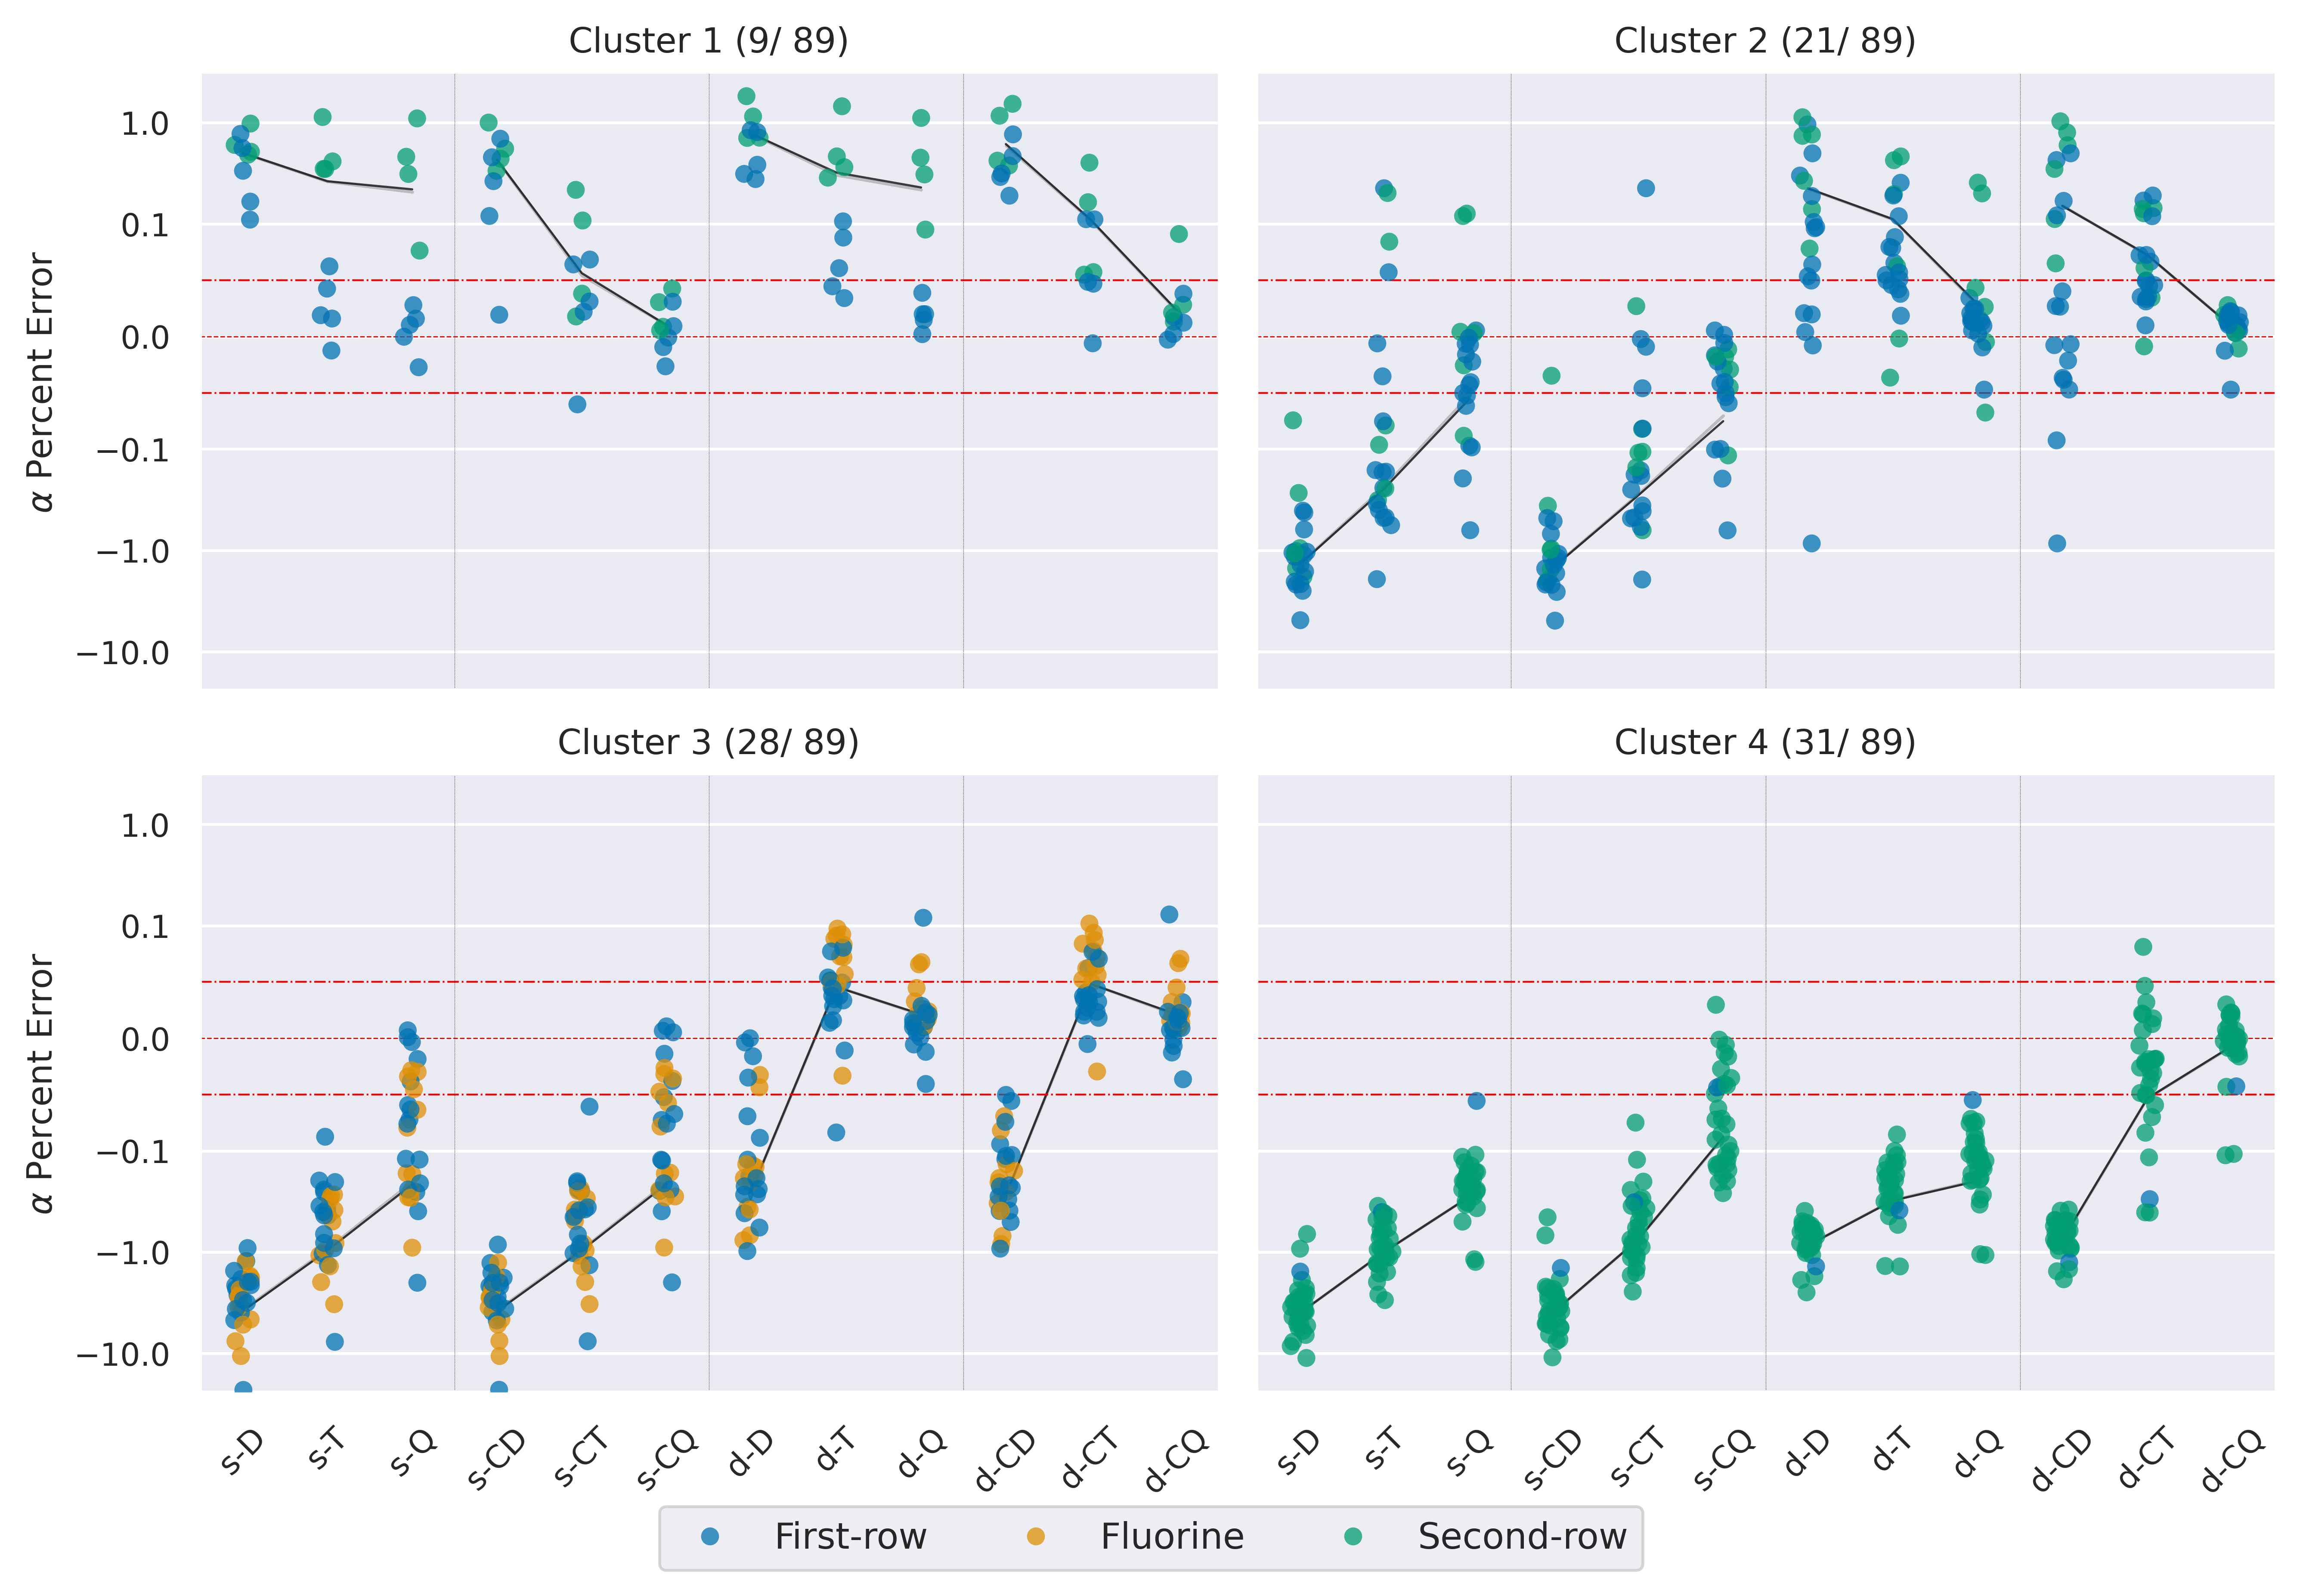 Cluster 1 (9/ 89)
Cluster 2 (21/ 89)
α Percent Error
1.0
0.1
0.0
−0.1
−1.0
−10.0
Cluster 3 (28/ 89)
Cluster 4 (31/ 89)
α Percent Error
1.0
0.1
0.0
−0.1
−1.0
−10.0
s-D s-T s-Q s-CD s-CT s-CQ d-D d-T d-Q d-CD d-CT d-CQ
s-D s-T s-Q s-CD s-CT s-CQ d-D d-T d-Q d-CD d-CT d-CQ
First-row Fluorine Second-row